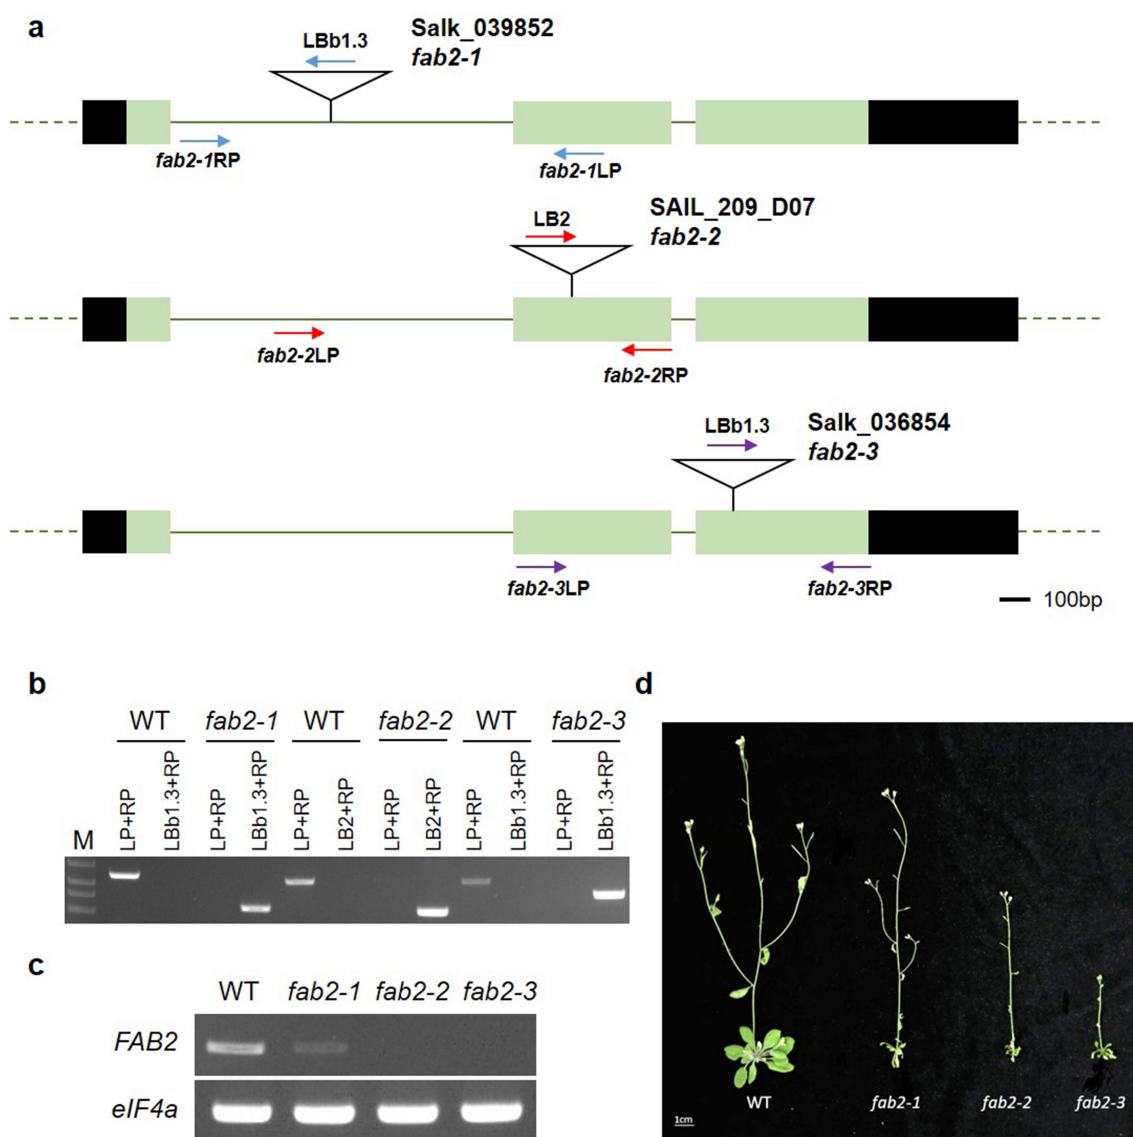 a
LBb1.3
Salk_039852
fab2-1
fab2-1RP
fab2-1LP
LB2
SAIL_209_D07
fab2-2
fab2-2LP
fab2-2RP
LBb1.3
Salk_036854
fab2-3
fab2-3LP
fab2-3RP
100bp
b
WT fab2-1 WT fab2-2 WT fab2-3
M LP+RP LBb1.3+RP LP+RP LBb1.3+RP LP+RP LB2+RP LP+RP LB2+RP LP+RP LBb1.3+RP LP+RP LBb1.3+RP
c
WT fab2-1 fab2-2 fab2-3
FAB2
eIF4a
d
1cm
WT fab2-1 fab2-2 fab2-3